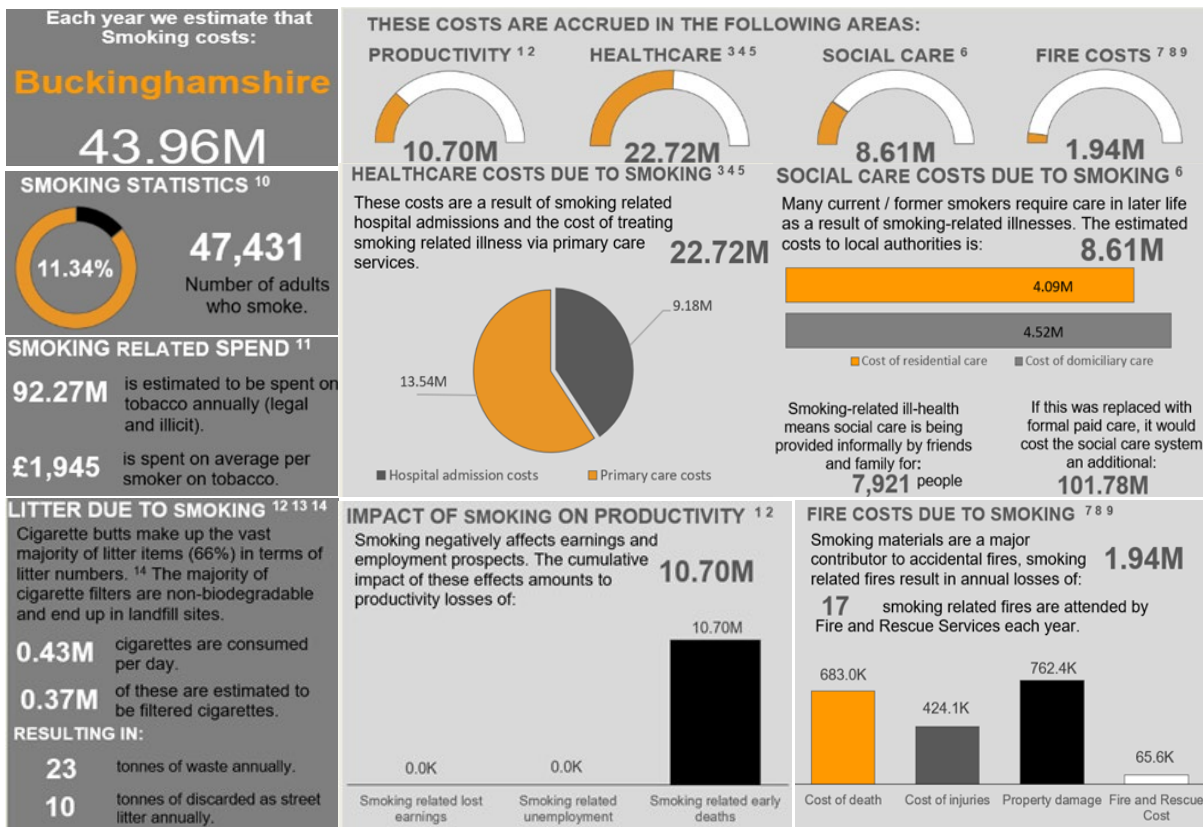 Each year we estimate that
Smoking costs:
Buckinghamshire
43.96M
THESE COSTS ARE ACCRUED IN THE FOLLOWING AREAS:
PRODUCTIVITY 1 2
HEALTHCARE 3 4 5
SOCIAL CARE 6
FIRE COSTS 7 8 9
10.70M
22.72M
8.61M
1.94M
SMOKING STATISTICS 10
11.34%
47,431
Number of adults
who smoke.
SMOKING RELATED SPEND 11
92.27M
is estimated to be spent on
tobacco annually (legal
and illicit).
£1,945
is spent on average per
smoker on tobacco.
HEALTHCARE COSTS DUE TO SMOKING 3 4 5
These costs are a result of smoking related
hospital admissions and the cost of treating
smoking related illness via primary care
services.
22.72M
9.18M
13.54M
Hospital admission costs
Primary care costs
SOCIAL CARE COSTS DUE TO SMOKING 6
Many current / former smokers require care in later life
as a result of smoking-related illnesses. The estimated
costs to local authorities is:
8.61M
4.09M
4.52M
Cost of residential care
Cost of domiciliary care
Smoking-related ill-health
means social care is being
provided informally by friends
and family for:
7,921 people
If this was replaced with
formal paid care, it would
cost the social care system
an additional:
101.78M
LITTER DUE TO SMOKING 12 13 14
Cigarette butts make up the vast
majority of litter items (66%) in terms of
litter numbers. 14 The majority of
cigarette filters are non-biodegradable
and end up in landfill sites.
0.43M
cigarettes are consumed
per day.
0.37M
of these are estimated to
be filtered cigarettes.
RESULTING IN:
23
tonnes of waste annually.
10
tonnes of discarded as street
litter annually.
IMPACT OF SMOKING ON PRODUCTIVITY 1 2
Smoking negatively affects earnings and
employment prospects. The cumulative
impact of these effects amounts to
productivity losses of:
10.70M
10.70M
0.0K
0.0K
Smoking related lost
earnings
Smoking related
unemployment
Smoking related early
deaths
FIRE COSTS DUE TO SMOKING 7 8 9
Smoking materials are a major
contributor to accidental fires, smoking
related fires result in annual losses of:
1.94M
17 smoking related fires are attended by
Fire and Rescue Services each year.
683.0K
424.1K
762.4K
65.6K
Cost of death
Cost of injuries
Property damage
Fire and Rescue
Cost